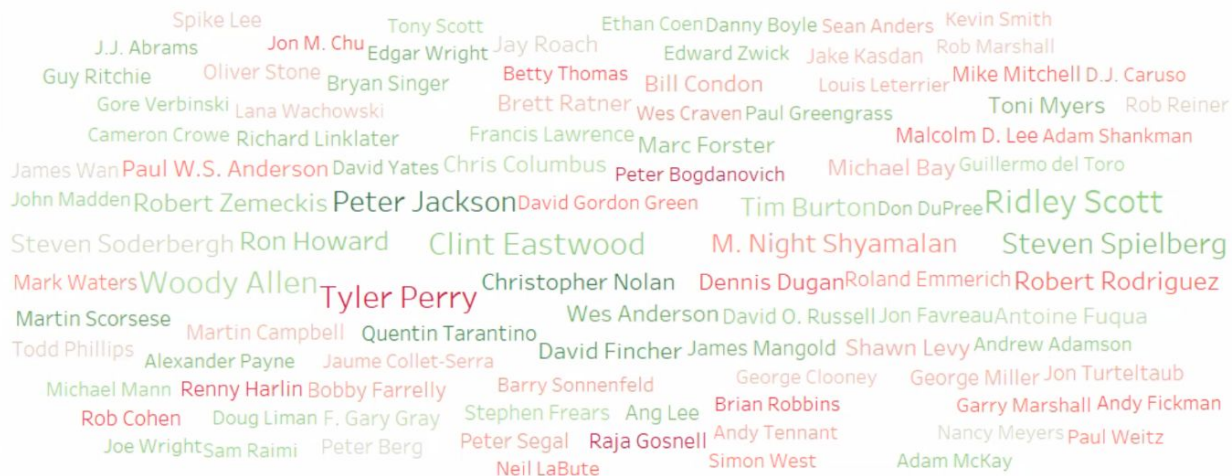 Spike Lee Tony Scott Ethan Coen Danny Boyle Sean Anders Kevin Smith
J.J. Abrams Jon M. Chu Edgar Wright Jay Roach Edward Zwick Jake Kasdan Rob Marshall
Guy Ritchie Oliver Stone Bryan Singer Betty Thomas Bill Condon Louis Leterrier Mike Mitchell D.J. Caruso
Gore Verbinski Lana Wachowski Brett Ratner Wes Craven Paul Greengrass Toni Myers Rob Reiner
Cameron Crowe Richard Linklater Francis Lawrence Marc Forster Malcolm D. Lee Adam Shankman
James Wan Paul W.S. Anderson David Yates Chris Columbus Peter Bogdanovich Michael Bay Guillermo del Toro
John Madden Robert Zemeckis Peter Jackson David Gordon Green Tim Burton Don DuPree Ridley Scott
Steven Soderbergh Ron Howard Clint Eastwood M. Night Shyamalan Steven Spielberg
Mark Waters Woody Allen Tyler Perry Christopher Nolan Dennis Dugan Roland Emmerich Robert Rodriguez
Martin Scorsese Martin Campbell Quentin Tarantino Wes Anderson David O. Russell Jon Favreau Antoine Fuqua
Todd Phillips Alexander Payne Jaume Collet-Serra David Fincher James Mangold Shawn Levy Andrew Adamson
Michael Mann Renny Harlin Bobby Farrelly Barry Sonnenfeld George Clooney George Miller Jon Turteltaub
Rob Cohen Doug Liman F. Gary Gray Stephen Frears Ang Lee Brian Robbins Garry Marshall Andy Fickman
Joe Wright Sam Raimi Peter Berg Peter Segal Raja Gosnell Andy Tennant Nancy Meyers Paul Weitz
Neil LaBute Simon West Adam McKay